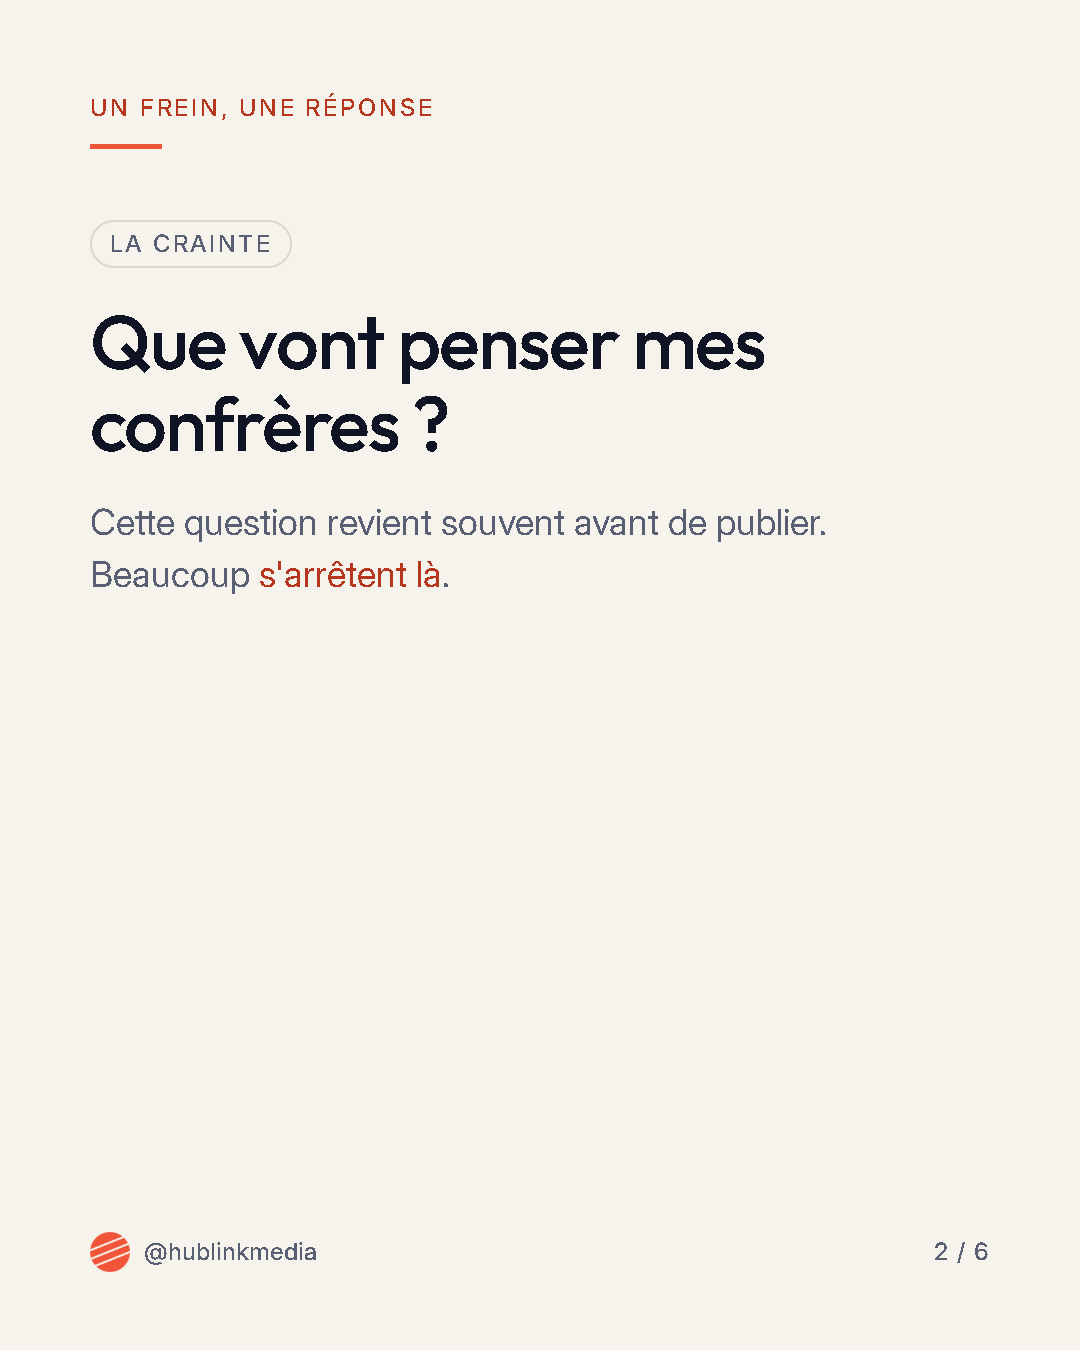 UN FREIN, UNE RÉPONSE
LA CRAINTE
Que vont penser mes
confrères ?
Cette question revient souvent avant de publier.
Beaucoup s'arrêtent là.
@hublinkmedia
2 / 6